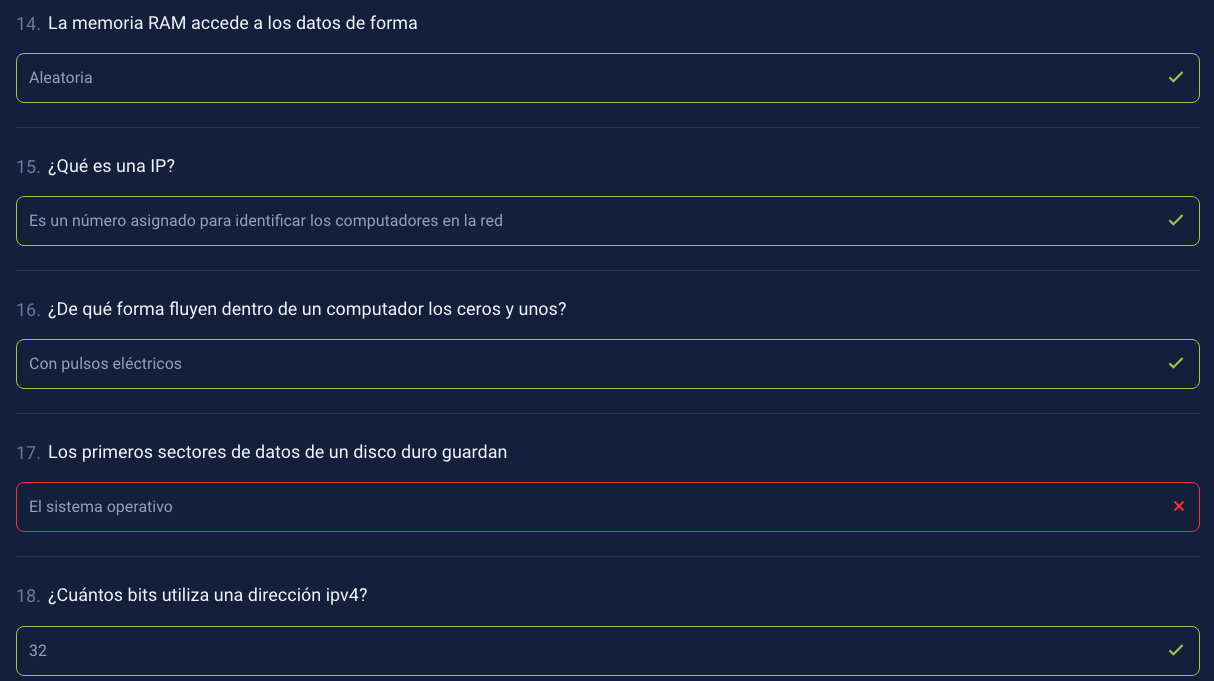 14. La memoria RAM accede a los datos de forma
Aleatoria
15. ¿Qué es una IP?
Es un número asignado para identificar los computadores en la red
16. ¿De qué forma fluyen dentro de un computador los ceros y unos?
Con pulsos eléctricos
17. Los primeros sectores de datos de un disco duro guardan
El sistema operativo
18. ¿Cuántos bits utiliza una dirección ipv4?
32